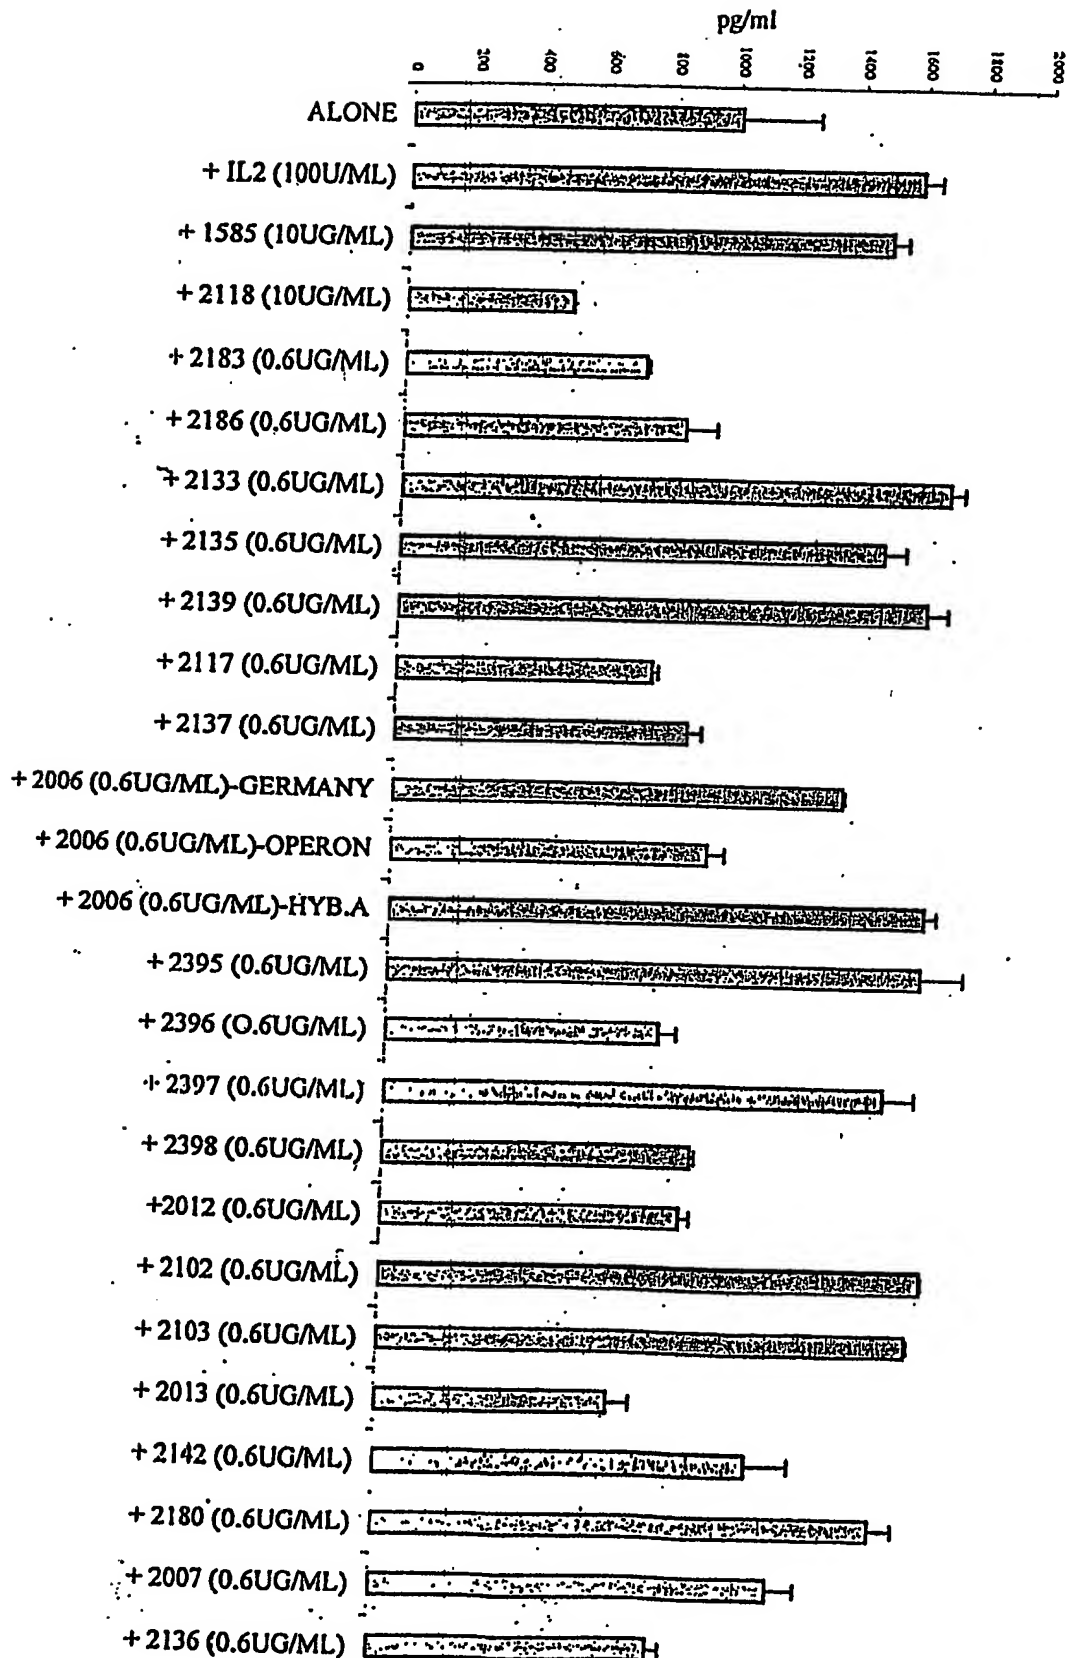 pg/ml
0 200 400 600 800 1000 1200 1400 1600 1800 2000
ALONE
+ IL2 (100U/ML)
+ 1585 (10UG/ML)
+ 2118 (10UG/ML)
+ 2183 (0.6UG/ML)
+ 2186 (0.6UG/ML)
+ 2133 (0.6UG/ML)
+ 2135 (0.6UG/ML)
+ 2139 (0.6UG/ML)
+ 2117 (0.6UG/ML)
+ 2137 (0.6UG/ML)
+ 2006 (0.6UG/ML)-GERMANY
+ 2006 (0.6UG/ML)-OPERON
+ 2006 (0.6UG/ML)-HYB.A
+ 2395 (0.6UG/ML)
+ 2396 (O.6UG/ML)
+ 2397 (0.6UG/ML)
+ 2398 (0.6UG/ML)
+2012 (0.6UG/ML)
+ 2102 (0.6UG/ML)
+ 2103 (0.6UG/ML)
+ 2013 (0.6UG/ML)
+ 2142 (0.6UG/ML)
+ 2180 (0.6UG/ML)
+ 2007 (0.6UG/ML)
+ 2136 (0.6UG/ML)